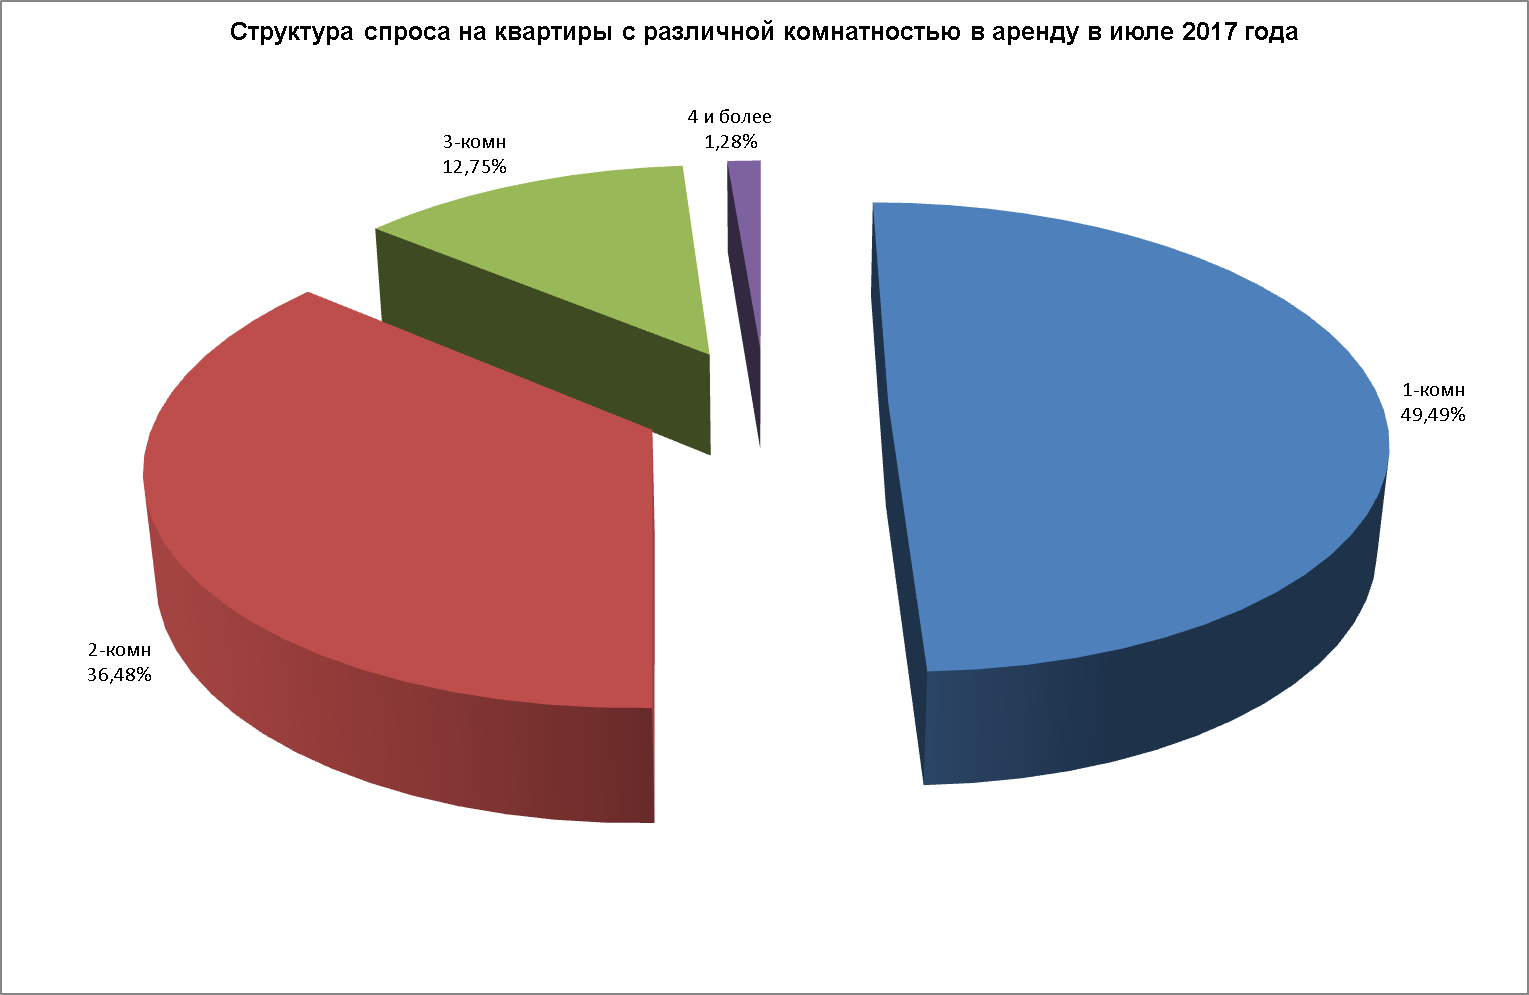 Структура спроса на квартиры с различной комнатностью в аренду в июле 2017 года
4 и более
1,28%
3-комн
12,75%
1-комн
49,49%
2-комн
36,48%